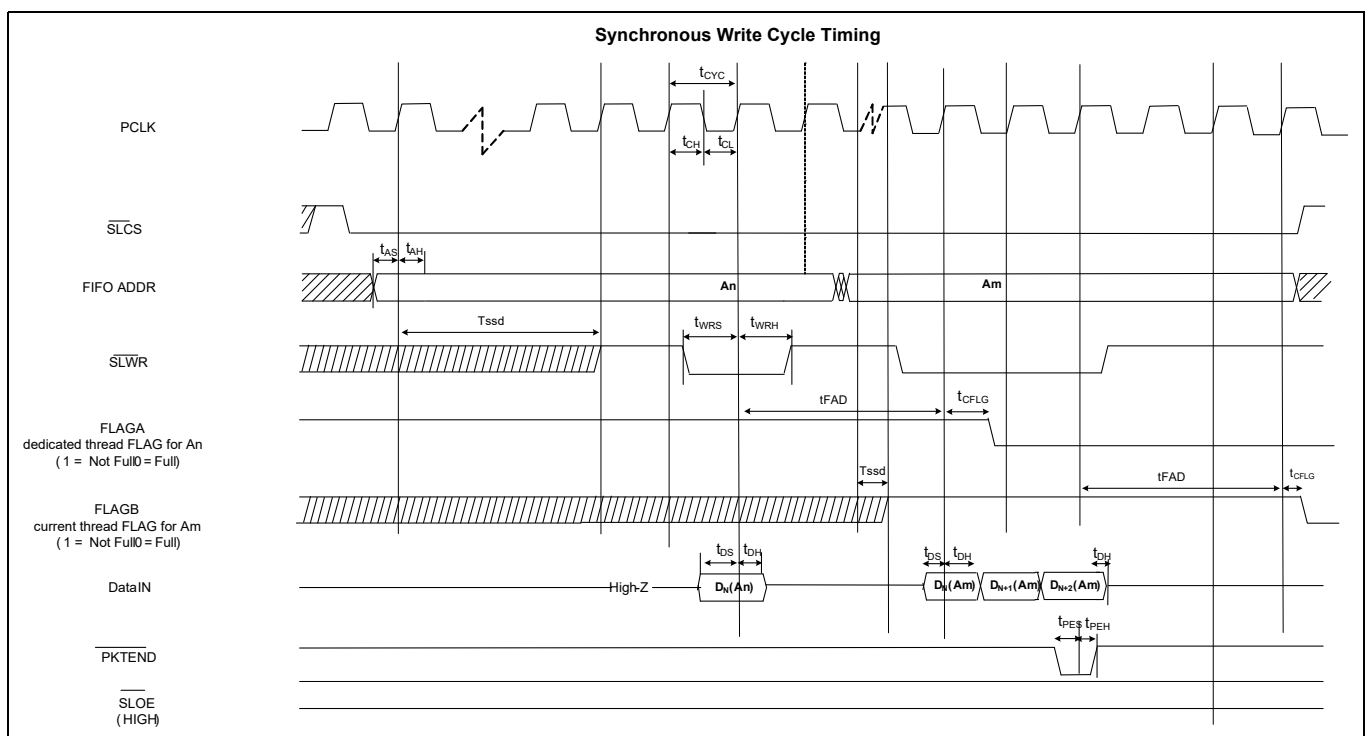 Synchronous Write Cycle Timing
tCYC
PCLK
tCH
tCL
SLCS
tAS
tAH
FIFO ADDR
An
Am
Tssd
tWRS
tWRH
SLWR
tFAD
tCFLG
FLAGA
dedicated thread FLAG for An
( 1 = Not Full0 = Full)
Tssd
tFAD
tCFLG
FLAGB
current thread FLAG for Am
( 1 = Not Full0 = Full)
tDS
tDH
tDS
tDH
tDH
DataIN
High-Z
DN(An)
DN(Am)
DN+1(Am)
DN+2(Am)
tPES
tPEH
PKTEND
SLOE
( HIGH)